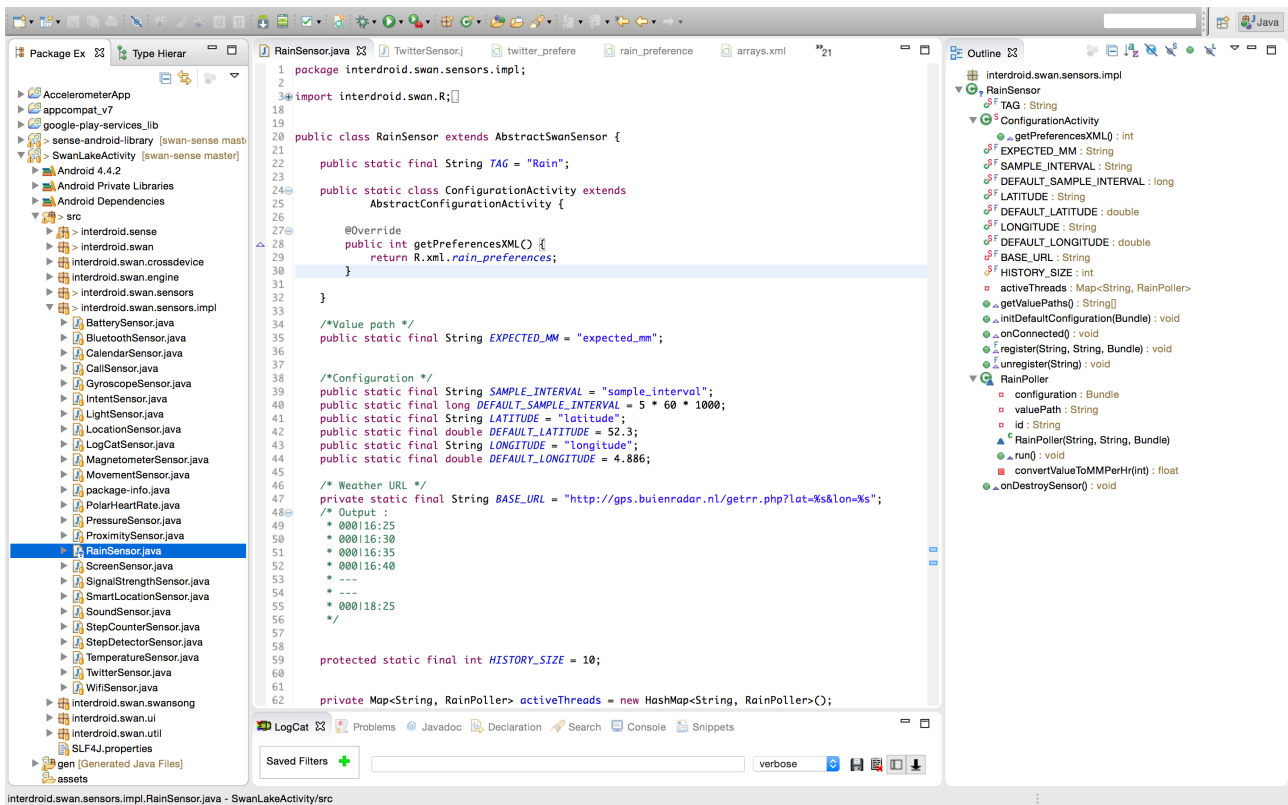 Java
Package Ex
Type Hierar
AccelerometerApp
appcompat_v7
google-play-services_lib
> sense-android-library [swan-sense mast
> SwanLakeActivity [swan-sense master]
Android 4.4.2
Android Private Libraries
Android Dependencies
> src
> interdroid.sense
> interdroid.swan
interdroid.swan.crossdevice
interdroid.swan.engine
> interdroid.swan.sensors
> interdroid.swan.sensors.impl
BatterySensor.java
BluetoothSensor.java
CalendarSensor.java
CallSensor.java
GyroscopeSensor.java
IntentSensor.java
LightSensor.java
LocationSensor.java
LogCatSensor.java
MagnetometerSensor.java
MovementSensor.java
package-info.java
PolarHeartRate.java
PressureSensor.java
ProximitySensor.java
RainSensor.java
ScreenSensor.java
SignalStrengthSensor.java
SmartLocationSensor.java
SoundSensor.java
StepCounterSensor.java
StepDetectorSensor.java
TemperatureSensor.java
TwitterSensor.java
WifiSensor.java
interdroid.swan.swansong
interdroid.swan.ui
interdroid.swan.util
SLF4J.properties
gen [Generated Java Files]
assets
RainSensor.java
TwitterSensor.j
twitter_prefere
rain_preference
arrays.xml
»21
1 package interdroid.swan.sensors.impl;
2
3 import interdroid.swan.R;
18
19
20 public class RainSensor extends AbstractSwanSensor {
21
22 public static final String TAG = "Rain";
23
24 public static class ConfigurationActivity extends
25 AbstractConfigurationActivity {
26
27 @Override
28 public int getPreferencesXML() {
29 return R.xml.rain_preferences;
30 }
31
32 }
33
34 /*Value path */
35 public static final String EXPECTED_MM = "expected_mm";
36
37
38 /*Configuration */
39 public static final String SAMPLE_INTERVAL = "sample_interval";
40 public static final long DEFAULT_SAMPLE_INTERVAL = 5 * 60 * 1000;
41 public static final String LATITUDE = "latitude";
42 public static final double DEFAULT_LATITUDE = 52.3;
43 public static final String LONGITUDE = "longitude";
44 public static final double DEFAULT_LONGITUDE = 4.886;
45
46 /* Weather URL */
47 private static final String BASE_URL = "http://gps.buienradar.nl/getrr.php?lat=%s&lon=%s";
48 /* Output :
49 * 000|16:25
50 * 000|16:30
51 * 000|16:35
52 * 000|16:40
53 * ---
54 * ---
55 * 000|18:25
56 */
57
58
59 protected static final int HISTORY_SIZE = 10;
60
61
62 private Map<String, RainPoller> activeThreads = new HashMap<String, RainPoller>();
LogCat
Problems
@ Javadoc
Declaration
Search
Console
Snippets
Saved Filters
verbose
Outline
interdroid.swan.sensors.impl
RainSensor
TAG : String
ConfigurationActivity
getPreferencesXML() : int
EXPECTED_MM : String
SAMPLE_INTERVAL : String
DEFAULT_SAMPLE_INTERVAL : long
LATITUDE : String
DEFAULT_LATITUDE : double
LONGITUDE : String
DEFAULT_LONGITUDE : double
BASE_URL : String
HISTORY_SIZE : int
activeThreads : Map<String, RainPoller>
getValuePaths() : String[]
initDefaultConfiguration(Bundle) : void
onConnected() : void
register(String, String, Bundle) : void
unregister(String) : void
RainPoller
configuration : Bundle
valuePath : String
id : String
RainPoller(String, String, Bundle)
run() : void
convertValueToMMPerHr(int) : float
onDestroySensor() : void
interdroid.swan.sensors.impl.RainSensor.java - SwanLakeActivity/src